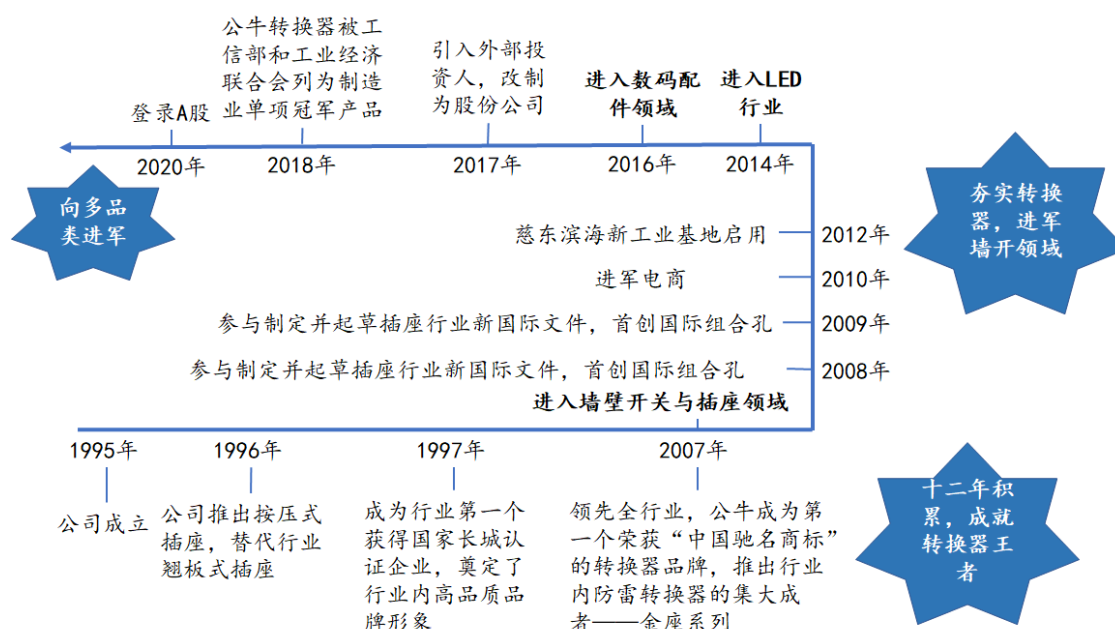 公牛转换器被工
信部和工业经济
联合会列为制造
业单项冠军产品
引入外部投
资人，改制
为股份公司
进入数码配
件领域
进入LED
行业
登录A股
2020年
2018年
2017年
2016年
2014年
向多品
类进军
夯实转换
器，进军
墙开领域
慈东滨海新工业基地启用
2012年
进军电商
2010年
参与制定并起草插座行业新国际文件，首创国际组合孔
2009年
参与制定并起草插座行业新国际文件，首创国际组合孔
2008年
进入墙壁开关与插座领域
1995年
1996年
1997年
2007年
公司成立
公司推出按压式
插座，替代行业
翘板式插座
成为行业第一个
获得国家长城认
证企业，奠定了
行业内高品质品
牌形象
领先全行业，公牛成为第
一个荣获“中国驰名商标”
的转换器品牌，推出行业
内防雷转换器的集大成
者——金座系列
十二年积
累，成就
转换器王
者